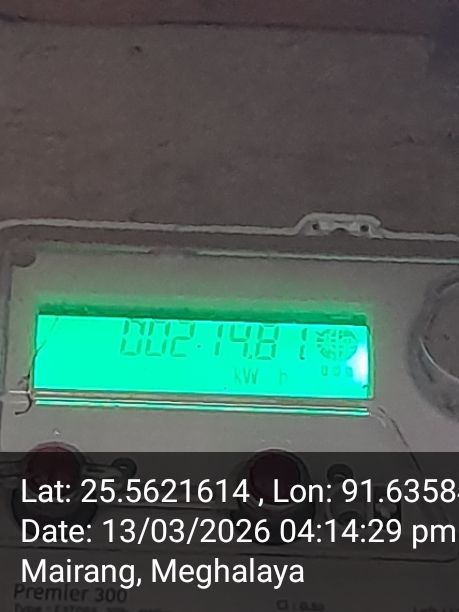 002.14.81
kW h
Lat: 25.5621614 , Lon: 91.6358
Date: 13/03/2026 04:14:29 pm
Mairang, Meghalaya
Premier 300